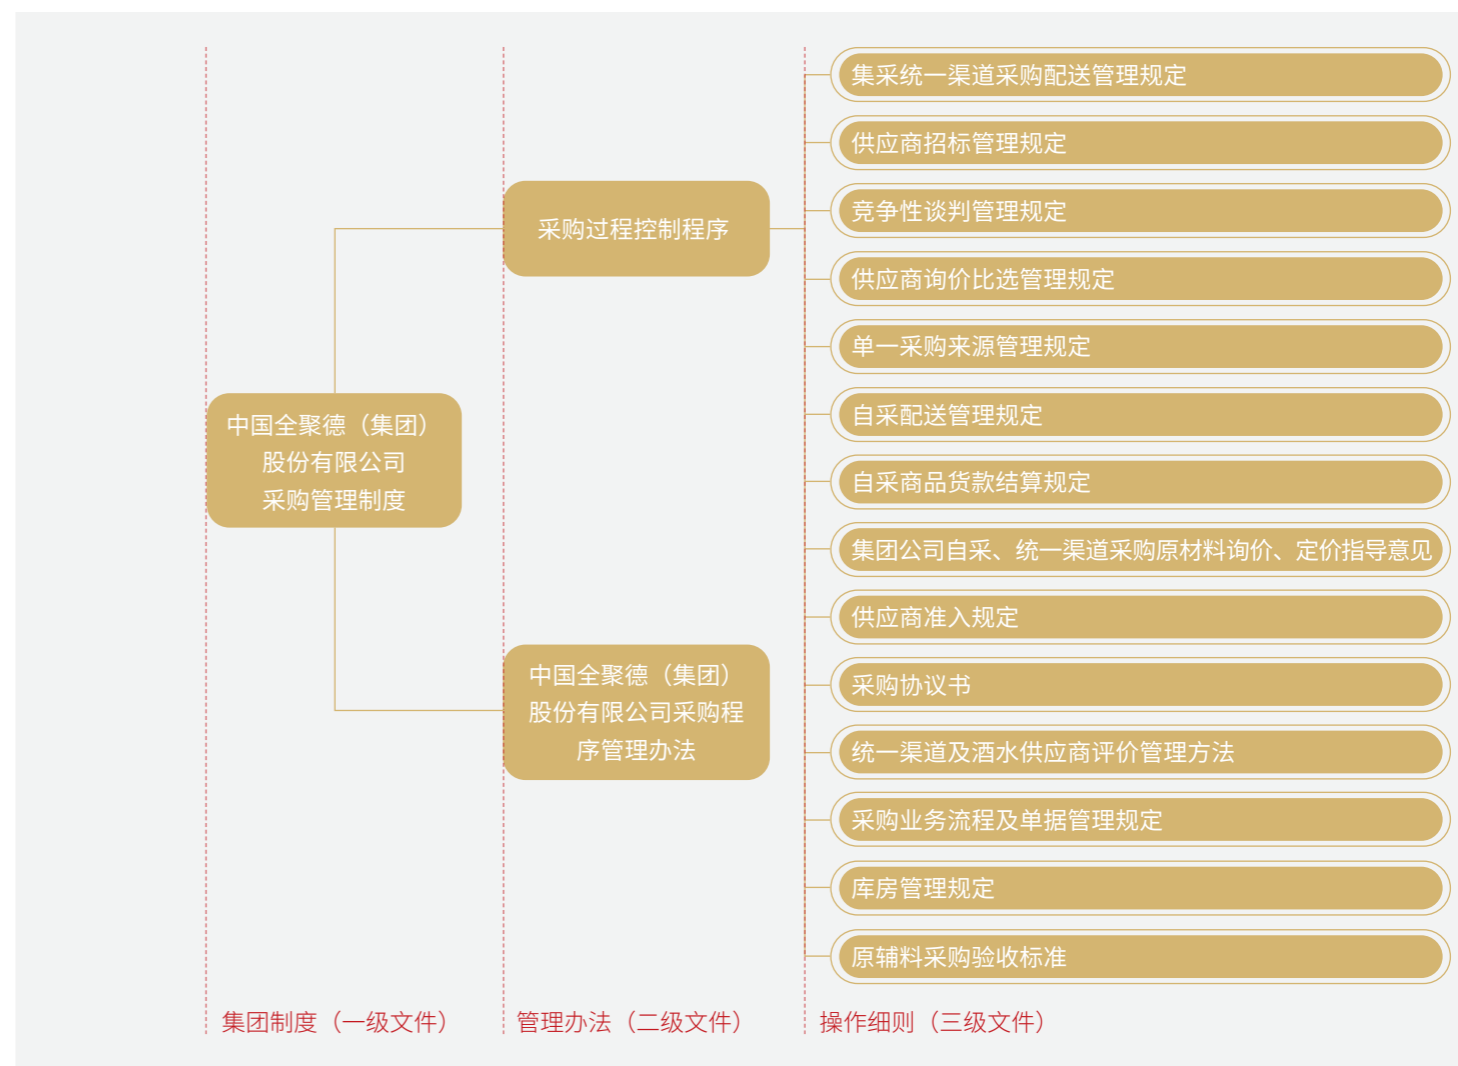 中国全聚德（集团）
股份有限公司
采购管理制度
采购过程控制程序
中国全聚德（集团）
股份有限公司采购程
序管理办法
集采统一渠道采购配送管理规定
供应商招标管理规定
竞争性谈判管理规定
供应商询价比选管理规定
单一采购来源管理规定
自采配送管理规定
自采商品货款结算规定
集团公司自采、统一渠道采购原材料询价、定价指导意见
供应商准入规定
采购协议书
统一渠道及酒水供应商评价管理方法
采购业务流程及单据管理规定
库房管理规定
原辅料采购验收标准
集团制度（一级文件）
管理办法（二级文件）
操作细则（三级文件）